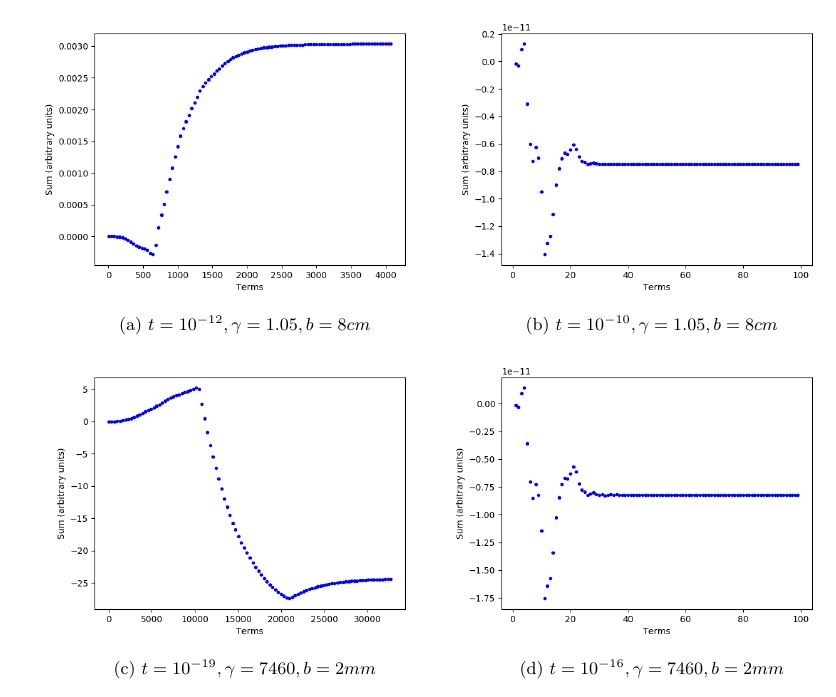 0.0030
0.0025
0.0020
0.0015
0.0010
0.0005
0.0000
Sum (arbitrary units)
0 500 1000 1500 2000 2500 3000 3500 4000
Terms
(a) t = 10⁻¹², γ = 1.05, b = 8cm
1e−11
0.2
0.0
−0.2
−0.4
−0.6
−0.8
−1.0
−1.2
−1.4
Sum (arbitrary units)
0 20 40 60 80 100
Terms
(b) t = 10⁻¹⁰, γ = 1.05, b = 8cm
5
0
−5
−10
−15
−20
−25
Sum (arbitrary units)
0 5000 10000 15000 20000 25000 30000
Terms
(c) t = 10⁻¹⁹, γ = 7460, b = 2mm
1e−11
0.00
−0.25
−0.50
−0.75
−1.00
−1.25
−1.50
−1.75
Sum (arbitrary units)
0 20 40 60 80 100
Terms
(d) t = 10⁻¹⁶, γ = 7460, b = 2mm